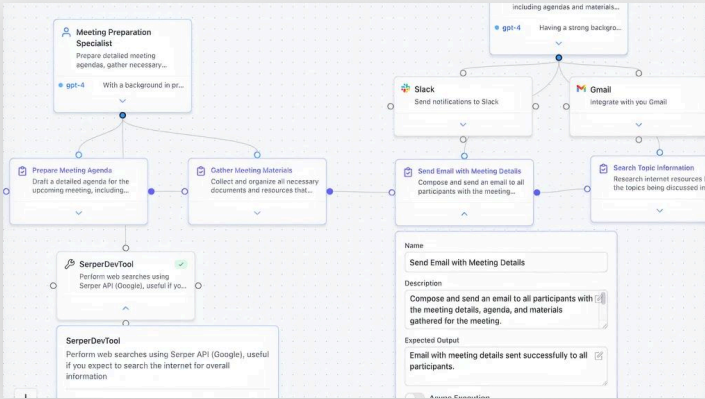 including agendas and materials...
gpt-4 Having a strong backgro...
Meeting Preparation
Specialist
Prepare detailed meeting
agendas, gather necessary...
gpt-4 With a background in pr...
Slack
Send notifications to Slack
Gmail
Integrate with you Gmail
Prepare Meeting Agenda
Draft a detailed agenda for the
upcoming meeting, including...
Gather Meeting Materials
Collect and organize all necessary
documents and resources that...
Send Email with Meeting Details
Compose and send an email to all
participants with the meeting...
Search Topic Information
Research internet resources
the topics being discussed in
SerperDevTool
Perform web searches using
Serper API (Google), useful if yo...
SerperDevTool
Perform web searches using Serper API (Google), useful
if you expect to search the internet for overall
information
Name
Send Email with Meeting Details
Description
Compose and send an email to all participants with
the meeting details, agenda, and materials
gathered for the meeting.
Expected Output
Email with meeting details sent successfully to all
participants.
Async Execution